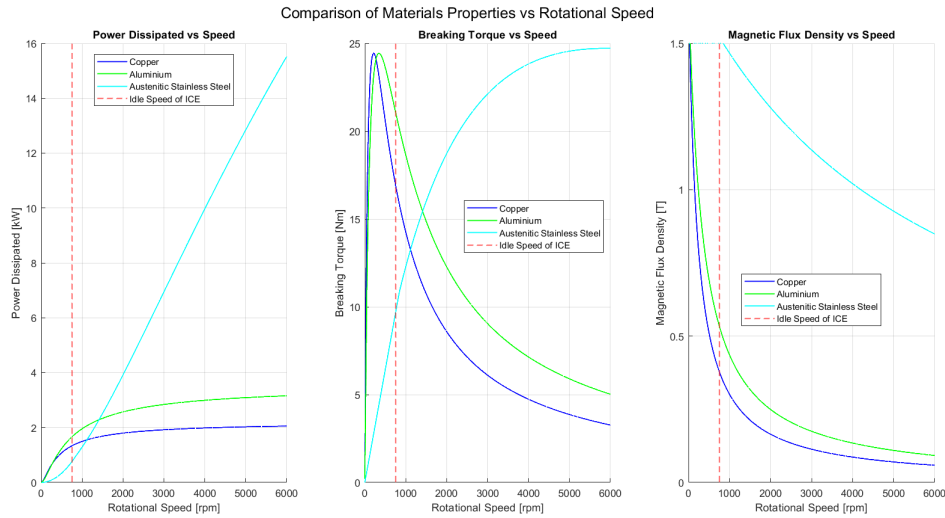 Comparison of Materials Properties vs Rotational Speed
Power Dissipated vs Speed
16
14
12
10
8
6
4
2
0
Power Dissipated [kW]
Copper
Aluminium
Austenitic Stainless Steel
Idle Speed of ICE
0 1000 2000 3000 4000 5000 6000
Rotational Speed [rpm]
Breaking Torque vs Speed
25
20
15
10
5
0
Breaking Torque [Nm]
Copper
Aluminium
Austenitic Stainless Steel
Idle Speed of ICE
0 1000 2000 3000 4000 5000 6000
Rotational Speed [rpm]
Magnetic Flux Density vs Speed
1.5
1
0.5
0
Magnetic Flux Density [T]
Copper
Aluminium
Austenitic Stainless Steel
Idle Speed of ICE
0 1000 2000 3000 4000 5000 6000
Rotational Speed [rpm]